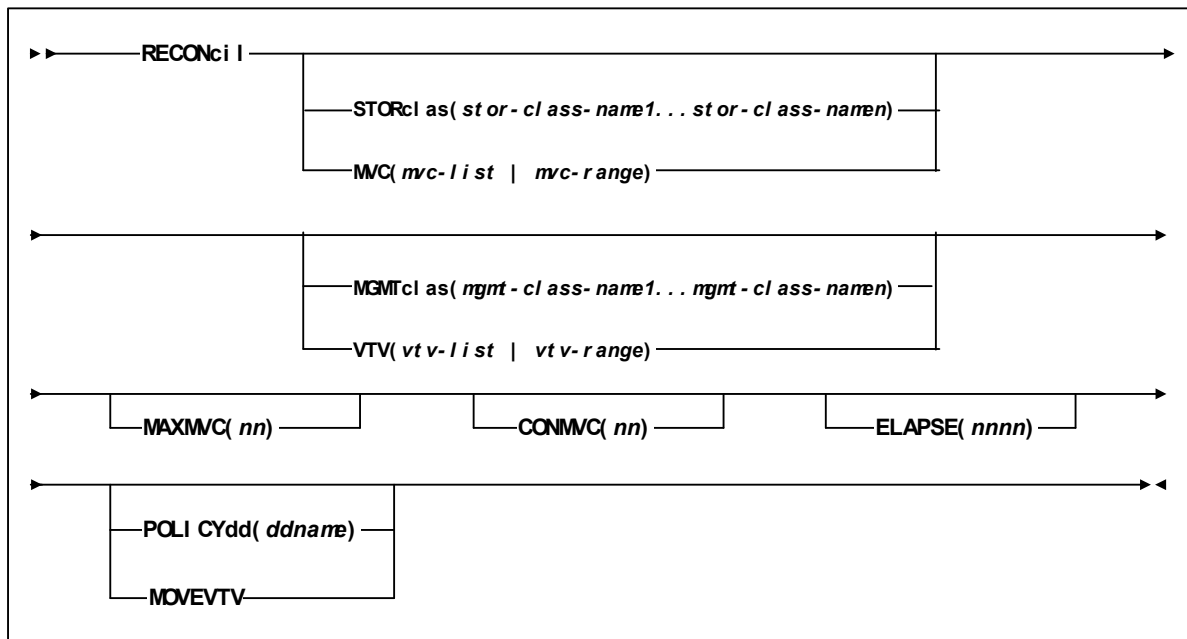 RECONcil
STORclas(stor-class-name1...stor-class-namen)
MVC(mvc-list | mvc-range)
MGMTclas(mgmt-class-name1...mgmt-class-namen)
VTV(vtv-list | vtv-range)
MAXMVC(nn) CONMVC(nn) ELAPSE(nnnn)
POLICYdd(ddname)
MOVEVTV